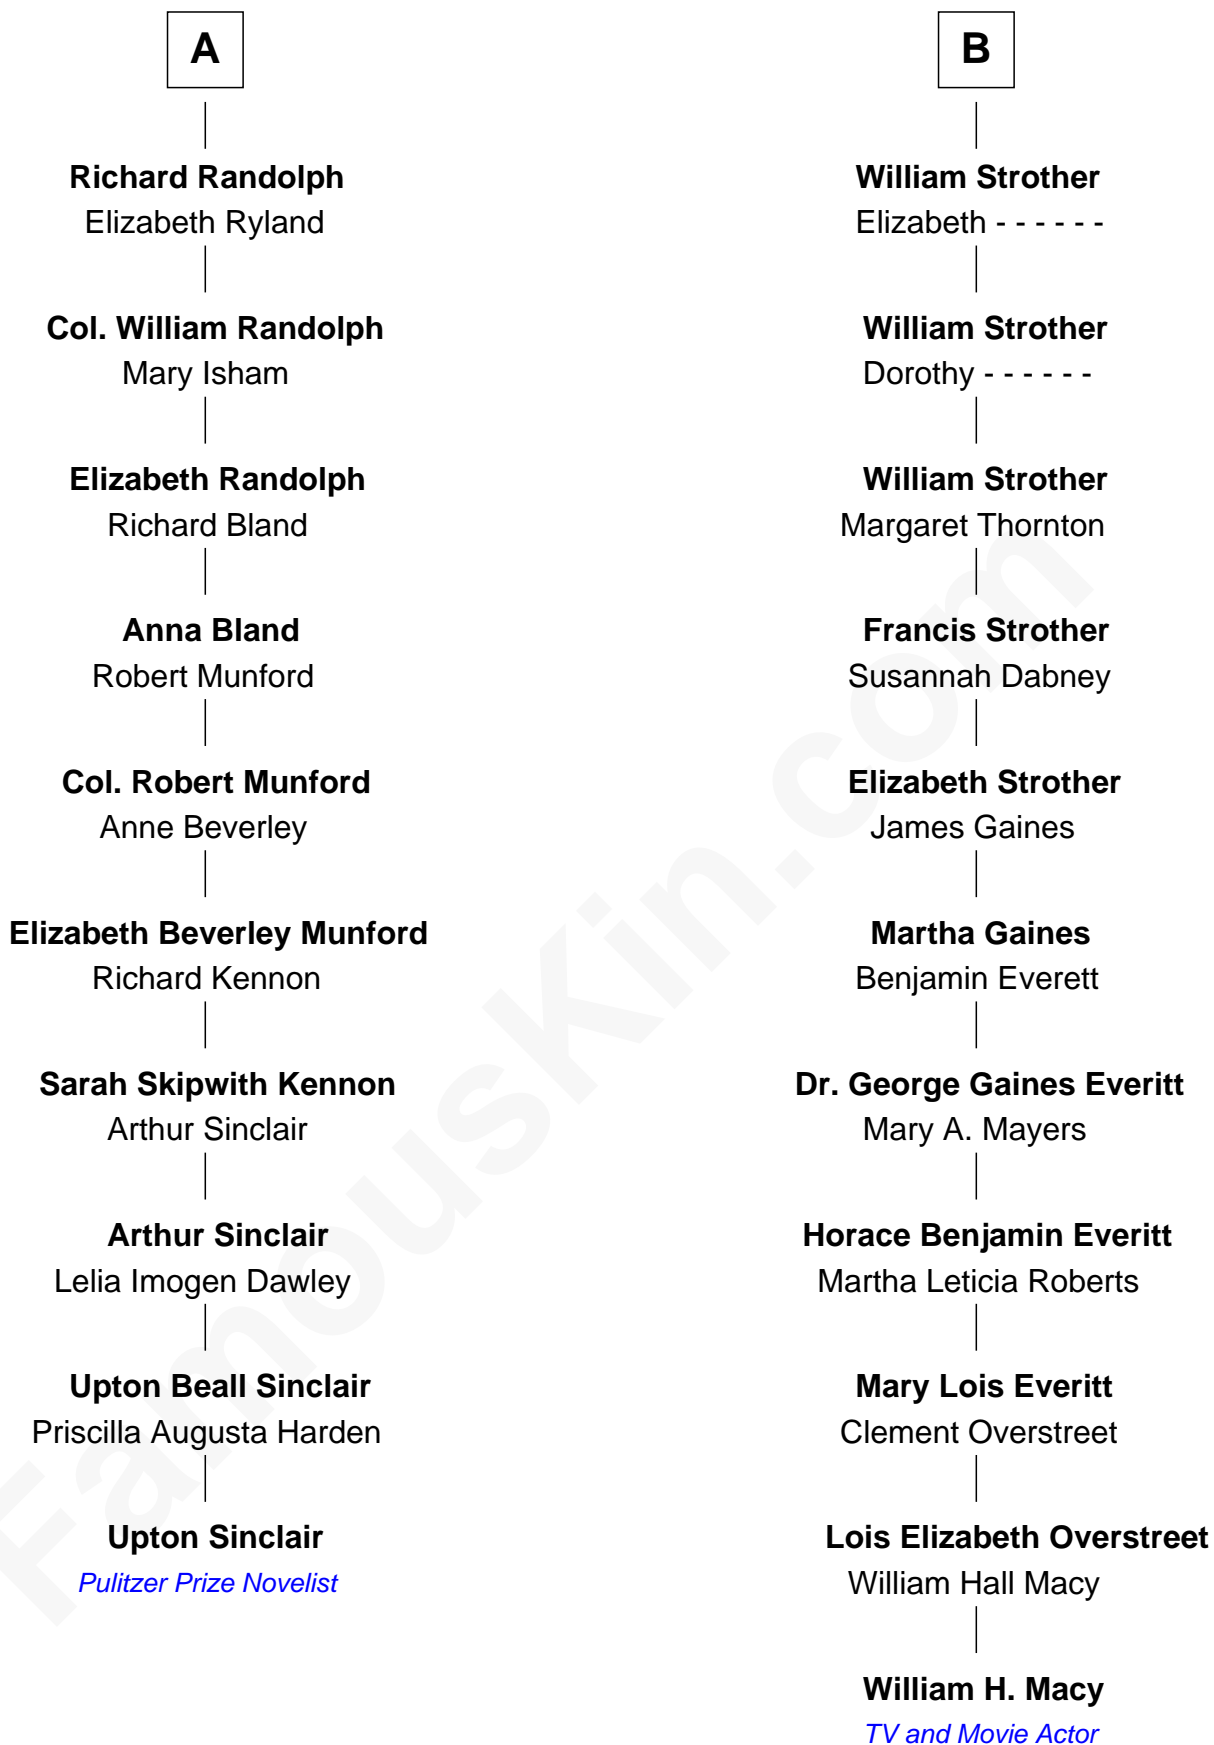 A
Richard Randolph
Elizabeth Ryland
Col. William Randolph
Mary Isham
Elizabeth Randolph
Richard Bland
Anna Bland
Robert Munford
Col. Robert Munford
Anne Beverley
Elizabeth Beverley Munford
Richard Kennon
Sarah Skipwith Kennon
Arthur Sinclair
Arthur Sinclair
Lelia Imogen Dawley
Upton Beall Sinclair
Priscilla Augusta Harden
Upton Sinclair
Pulitzer Prize Novelist
B
William Strother
Elizabeth - - - - - -
William Strother
Dorothy - - - - - -
William Strother
Margaret Thornton
Francis Strother
Susannah Dabney
Elizabeth Strother
James Gaines
Martha Gaines
Benjamin Everett
Dr. George Gaines Everitt
Mary A. Mayers
Horace Benjamin Everitt
Martha Leticia Roberts
Mary Lois Everitt
Clement Overstreet
Lois Elizabeth Overstreet
William Hall Macy
William H. Macy
TV and Movie Actor
FamousKin.com